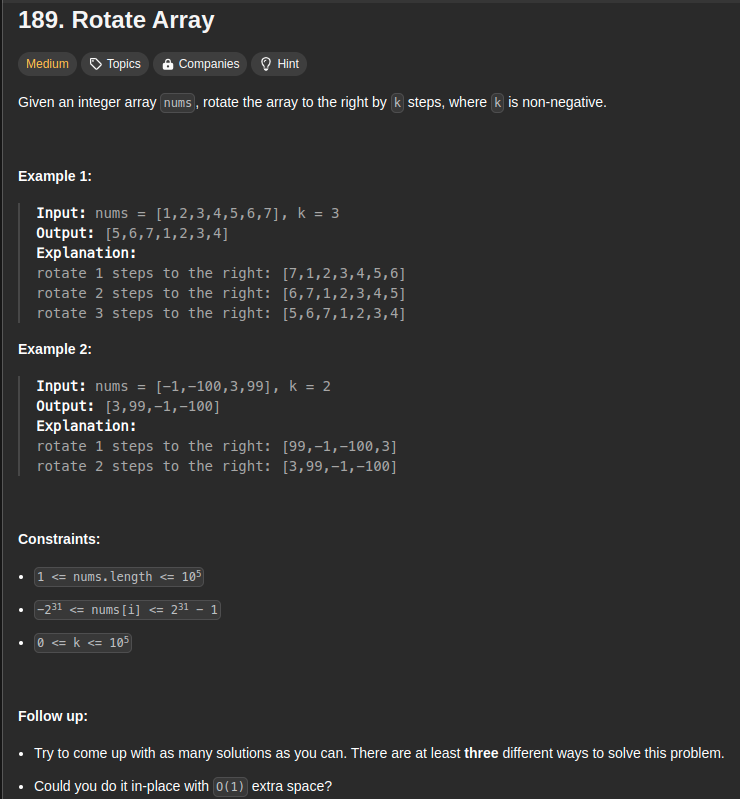 189. Rotate Array
Medium Topics Companies Hint
Given an integer array nums, rotate the array to the right by k steps, where k is non-negative.
Example 1:
Input: nums = [1,2,3,4,5,6,7], k = 3
Output: [5,6,7,1,2,3,4]
Explanation:
rotate 1 steps to the right: [7,1,2,3,4,5,6]
rotate 2 steps to the right: [6,7,1,2,3,4,5]
rotate 3 steps to the right: [5,6,7,1,2,3,4]
Example 2:
Input: nums = [-1,-100,3,99], k = 2
Output: [3,99,-1,-100]
Explanation:
rotate 1 steps to the right: [99,-1,-100,3]
rotate 2 steps to the right: [3,99,-1,-100]
Constraints:
• 1 <= nums.length <= 10⁵
• -2³¹ <= nums[i] <= 2³¹ - 1
• 0 <= k <= 10⁵
Follow up:
• Try to come up with as many solutions as you can. There are at least three different ways to solve this problem.
• Could you do it in-place with O(1) extra space?